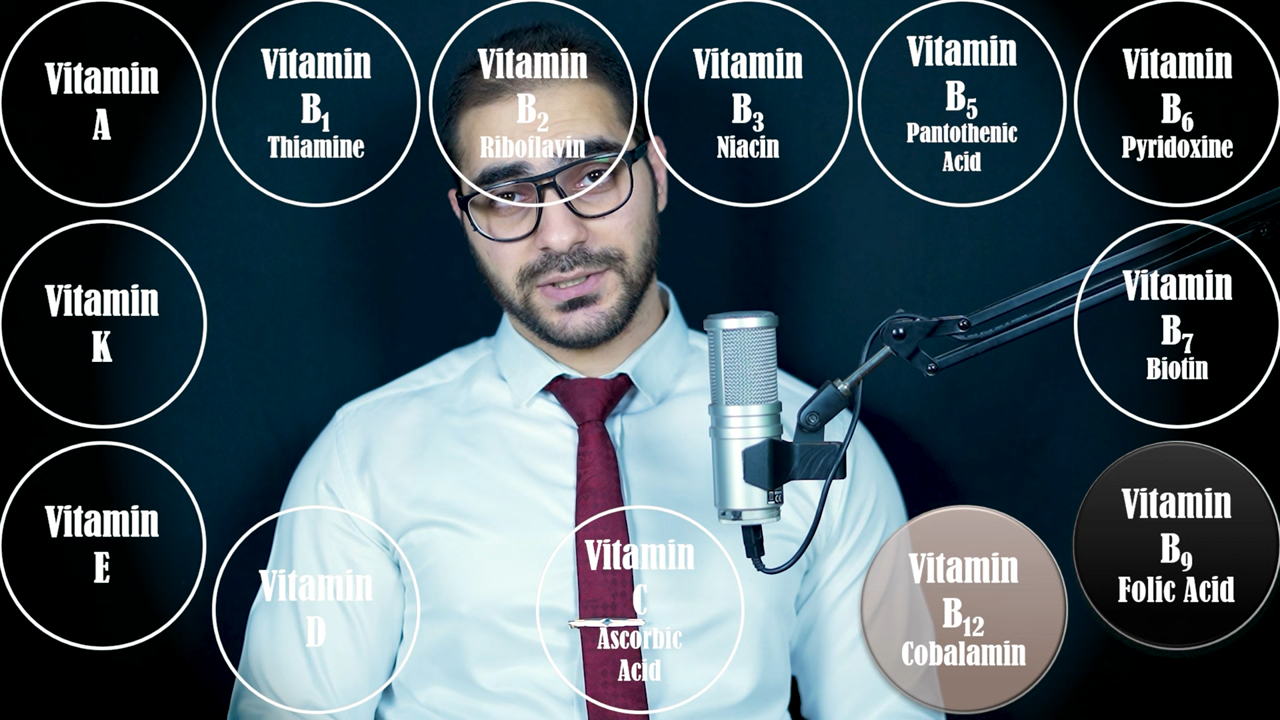 Vitamin
A
Vitamin
B₁
Thiamine
Vitamin
B₂
Riboflavin
Vitamin
B₃
Niacin
Vitamin
B₅
Pantothenic
Acid
Vitamin
B₆
Pyridoxine
Vitamin
K
Vitamin
B₇
Biotin
Vitamin
E
Vitamin
D
Vitamin
C
Ascorbic
Acid
Vitamin
B₁₂
Cobalamin
Vitamin
B₉
Folic Acid